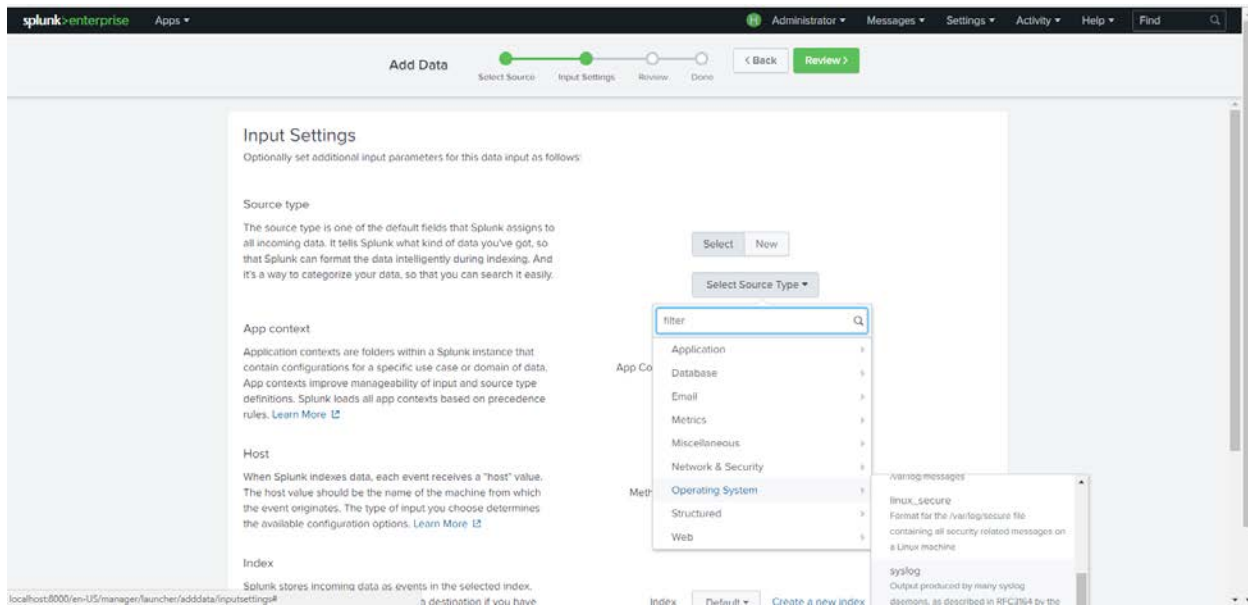 splunk>enterprise Apps Administrator Messages Settings Activity Help Find
Add Data
Select Source Input Settings Review Done
< Back Review >
Input Settings
Optionally set additional input parameters for this data input as follows:
Source type
The source type is one of the default fields that Splunk assigns to
all incoming data. It tells Splunk what kind of data you've got, so
that Splunk can format the data intelligently during indexing. And
it's a way to categorize your data, so that you can search it easily.
Select New
Select Source Type
filter
Application
Database
Email
Metrics
Miscellaneous
Network & Security
Operating System
Structured
Web
/var/log/messages
linux_secure
Format for the /var/log/secure file
containing all security related messages on
a Linux machine
syslog
Output produced by many syslog
daemons, as described in RFC3164 by the
App context
Application contexts are folders within a Splunk instance that
contain configurations for a specific use case or domain of data.
App contexts improve manageability of input and source type
definitions. Splunk loads all app contexts based on precedence
rules. Learn More
App Co
Host
When Splunk indexes data, each event receives a "host" value.
The host value should be the name of the machine from which
the event originates. The type of input you choose determines
the available configuration options. Learn More
Meth
Index
Splunk stores incoming data as events in the selected index.
a destination if you have
Index Default Create a new index
localhost:8000/en-US/manager/launcher/adddata/inputsettings#